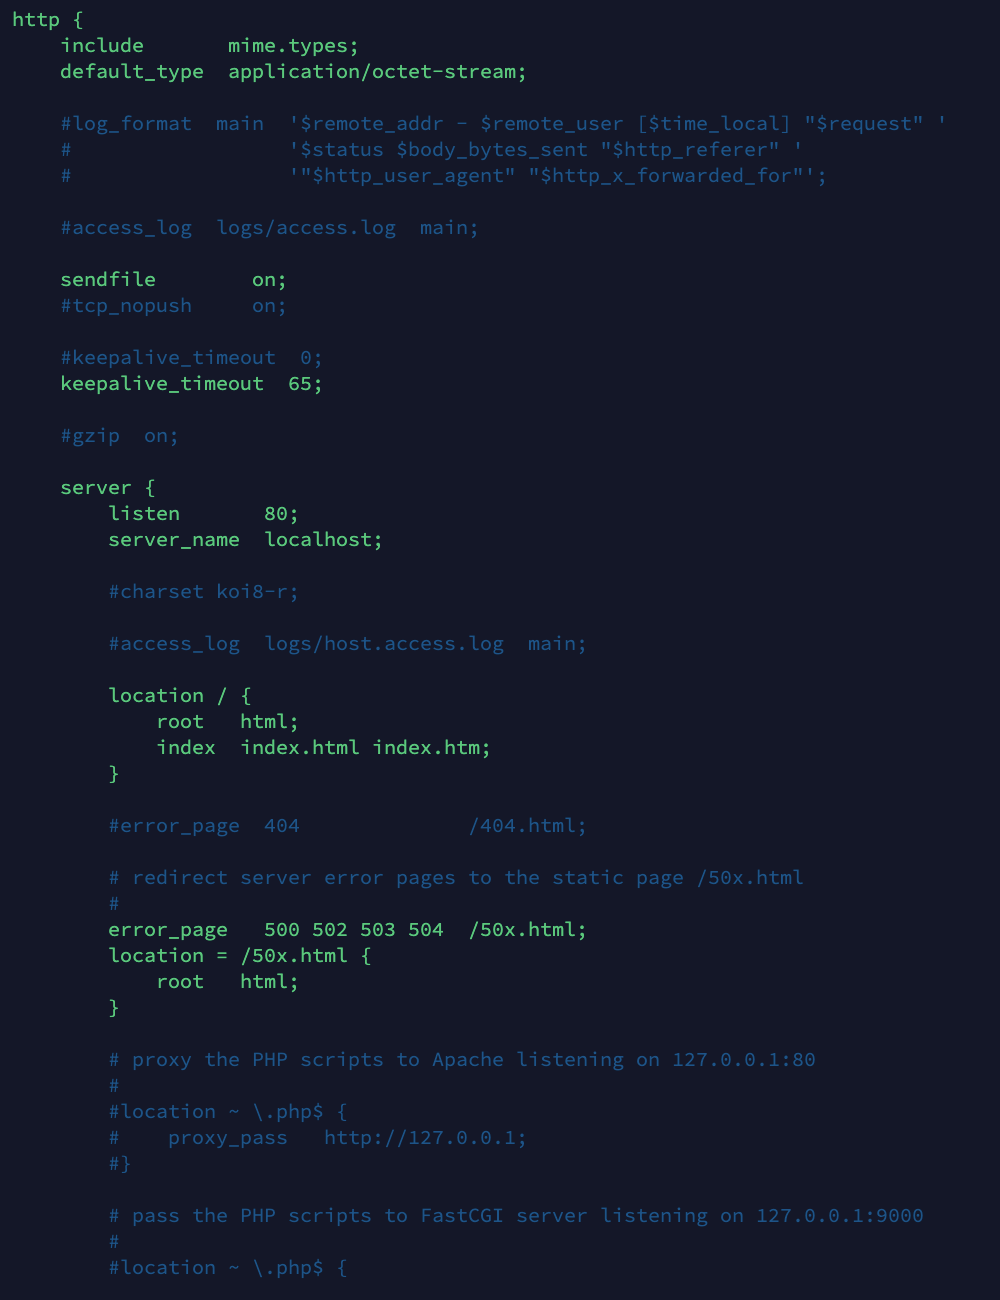 http {
    include       mime.types;
    default_type  application/octet-stream;

    #log_format  main  '$remote_addr - $remote_user [$time_local] "$request" '
    #                  '$status $body_bytes_sent "$http_referer" '
    #                  '"$http_user_agent" "$http_x_forwarded_for"';

    #access_log  logs/access.log  main;

    sendfile        on;
    #tcp_nopush     on;

    #keepalive_timeout  0;
    keepalive_timeout  65;

    #gzip  on;

    server {
        listen       80;
        server_name  localhost;

        #charset koi8-r;

        #access_log  logs/host.access.log  main;

        location / {
            root   html;
            index  index.html index.htm;
        }

        #error_page  404              /404.html;

        # redirect server error pages to the static page /50x.html
        #
        error_page   500 502 503 504  /50x.html;
        location = /50x.html {
            root   html;
        }

        # proxy the PHP scripts to Apache listening on 127.0.0.1:80
        #
        #location ~ \.php$ {
        #    proxy_pass   http://127.0.0.1;
        #}

        # pass the PHP scripts to FastCGI server listening on 127.0.0.1:9000
        #
        #location ~ \.php$ {